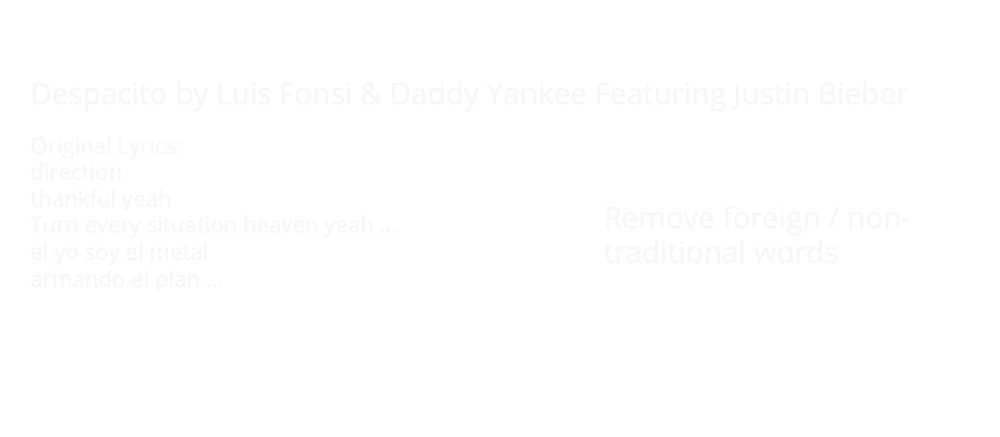 Despacito by Luis Fonsi & Daddy Yankee Featuring Justin Bieber
Original Lyrics:
direction
thankful yeah
Turn every situation heaven yeah ...
el yo soy el metal
armando el plan ...
Remove foreign / non-
traditional words